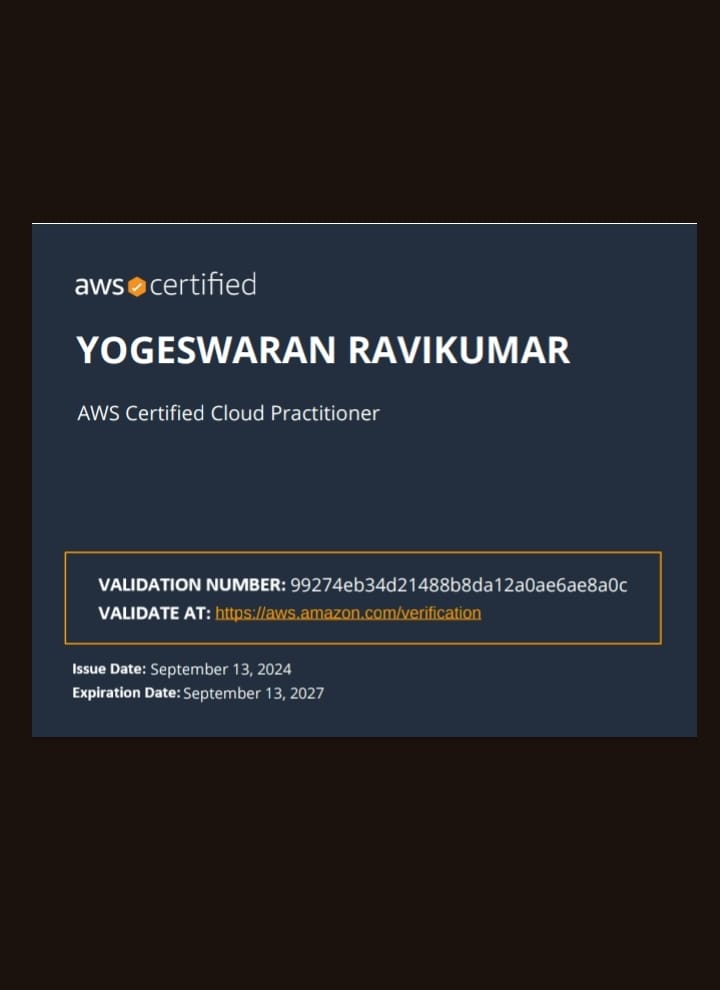 aws certified
YOGESWARAN RAVIKUMAR
AWS Certified Cloud Practitioner
VALIDATION NUMBER: 99274eb34d21488b8da12a0ae6ae8a0c
VALIDATE AT: https://aws.amazon.com/verification
Issue Date: September 13, 2024
Expiration Date: September 13, 2027